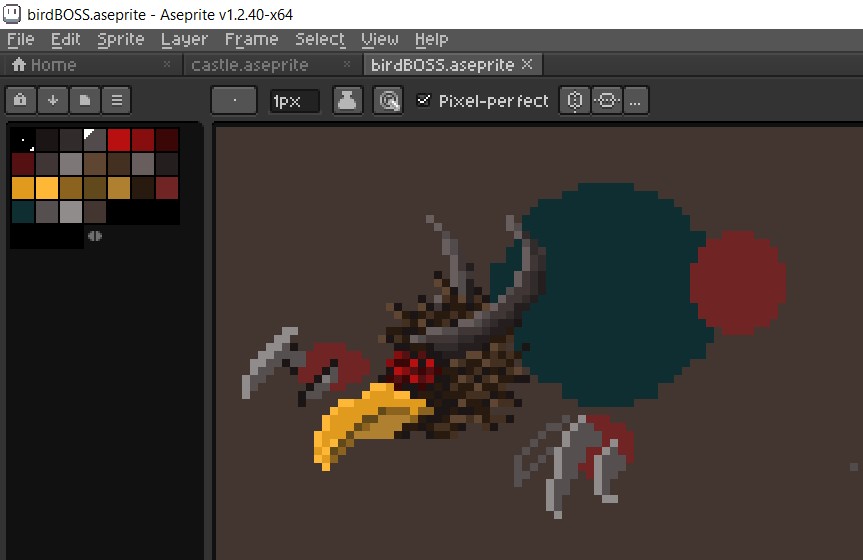 birdBOSS.aseprite - Aseprite v1.2.40-x64
File Edit Sprite Layer Frame Select View Help
Home castle.aseprite birdBOSS.aseprite
1px Pixel-perfect ...